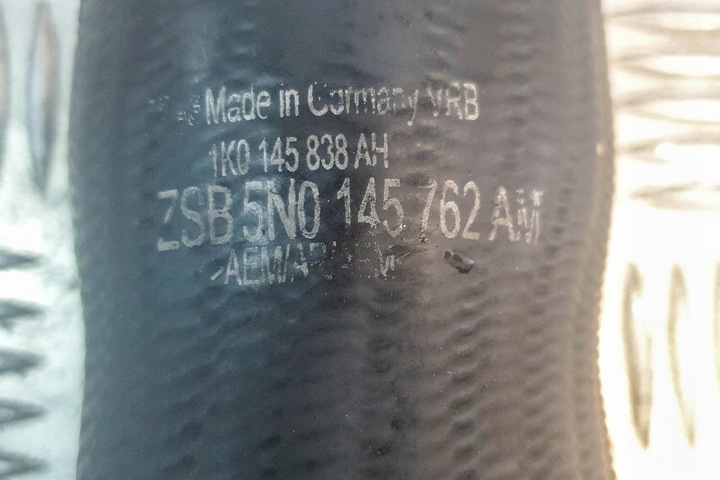 Made in Germany VRB
1K0 145 838 AH
ZSB 5N0 145 762 AM